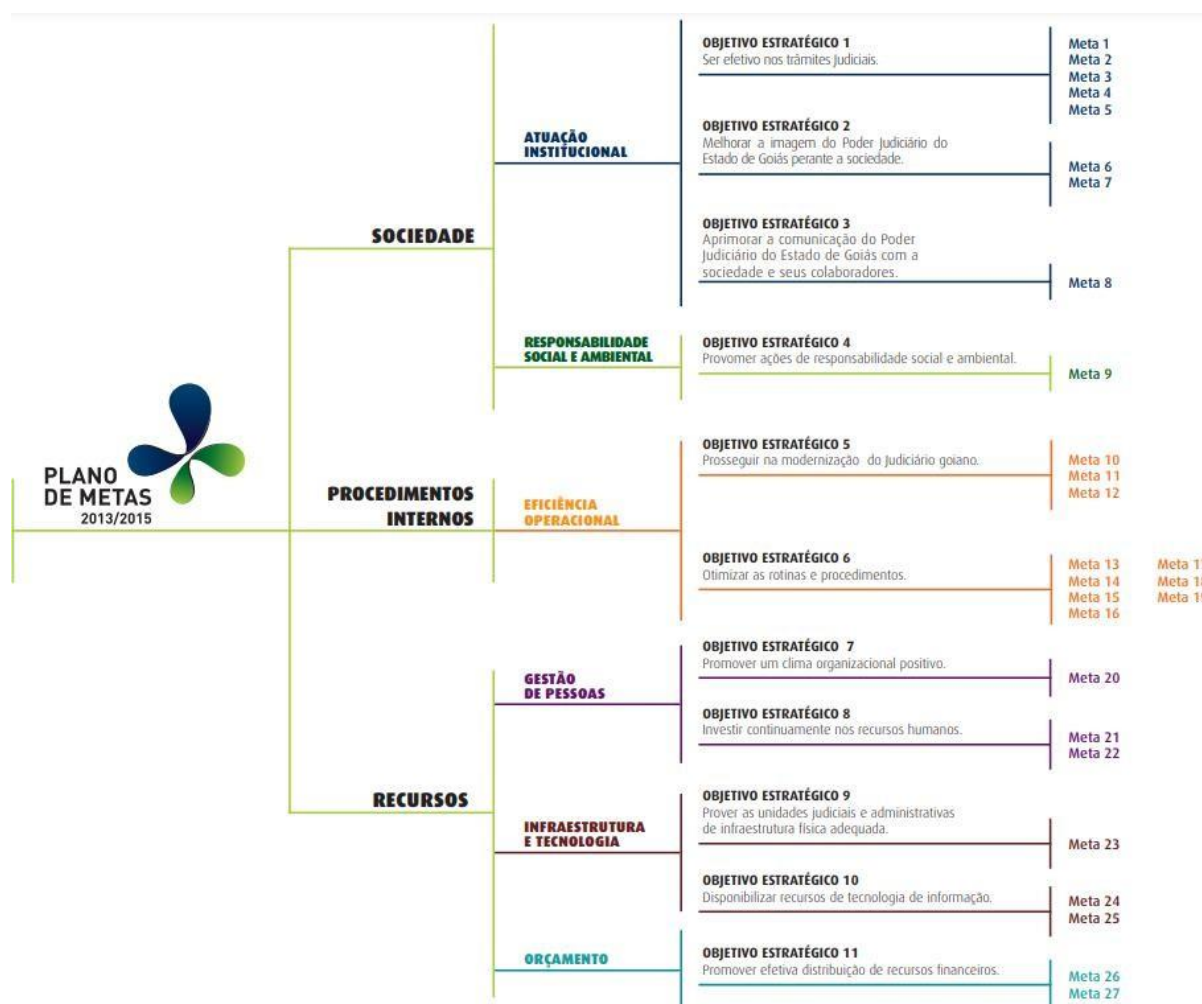 PLANO
DE METAS
2013/2015
SOCIEDADE
ATUAÇÃO
INSTITUCIONAL
OBJETIVO ESTRATÉGICO 1
Ser efetivo nos trâmites Judiciais.
Meta 1
Meta 2
Meta 3
Meta 4
Meta 5
OBJETIVO ESTRATÉGICO 2
Melhorar a imagem do Poder Judiciário do
Estado de Goiás perante a sociedade.
Meta 6
Meta 7
OBJETIVO ESTRATÉGICO 3
Aprimorar a comunicação do Poder
Judiciário do Estado de Goiás com a
sociedade e seus colaboradores.
Meta 8
RESPONSABILIDADE
SOCIAL E AMBIENTAL
OBJETIVO ESTRATÉGICO 4
Provomer ações de responsabilidade social e ambiental.
Meta 9
PROCEDIMENTOS
INTERNOS
EFICIÊNCIA
OPERACIONAL
OBJETIVO ESTRATÉGICO 5
Prosseguir na modernização do Judiciário goiano.
Meta 10
Meta 11
Meta 12
OBJETIVO ESTRATÉGICO 6
Otimizar as rotinas e procedimentos.
Meta 13
Meta 14
Meta 15
Meta 16
Meta
Meta
Meta
RECURSOS
GESTÃO
DE PESSOAS
OBJETIVO ESTRATÉGICO 7
Promover um clima organizacional positivo.
Meta 20
OBJETIVO ESTRATÉGICO 8
Investir continuamente nos recursos humanos.
Meta 21
Meta 22
INFRAESTRUTURA
E TECNOLOGIA
OBJETIVO ESTRATÉGICO 9
Prover as unidades judiciais e administrativas
de infraestrutura física adequada.
Meta 23
OBJETIVO ESTRATÉGICO 10
Disponibilizar recursos de tecnologia de informação.
Meta 24
Meta 25
ORÇAMENTO
OBJETIVO ESTRATÉGICO 11
Promover efetiva distribuição de recursos financeiros.
Meta 26
Meta 27